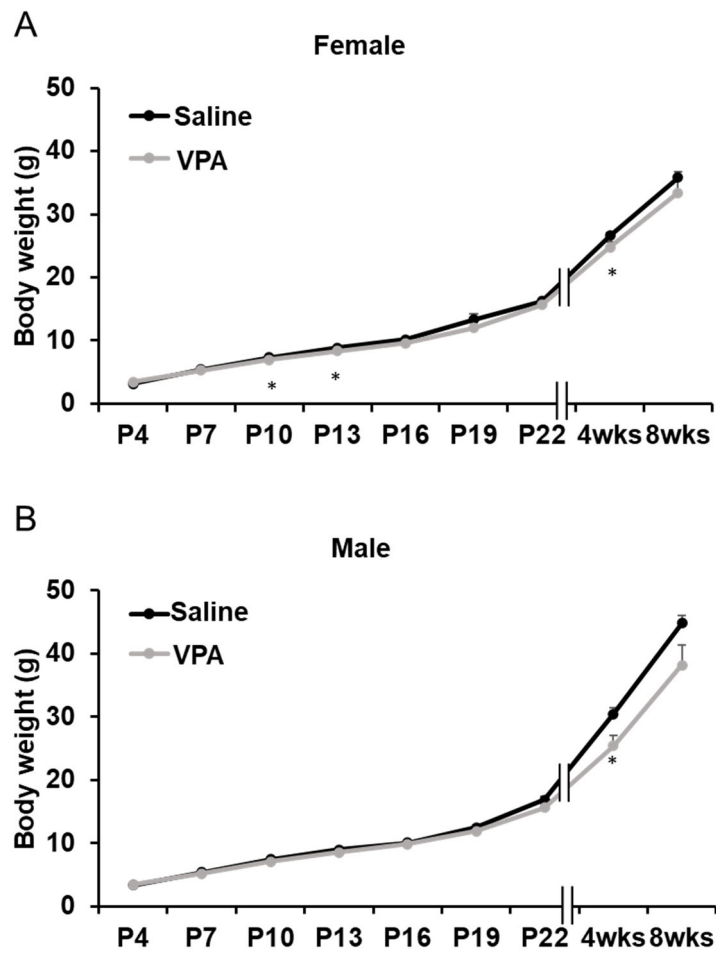 A
Female
Body weight (g)
50
40
30
20
10
0
Saline
VPA
*
*
*
P4 P7 P10 P13 P16 P19 P22 4wks 8wks
B
Male
Body weight (g)
50
40
30
20
10
0
Saline
VPA
*
P4 P7 P10 P13 P16 P19 P22 4wks 8wks